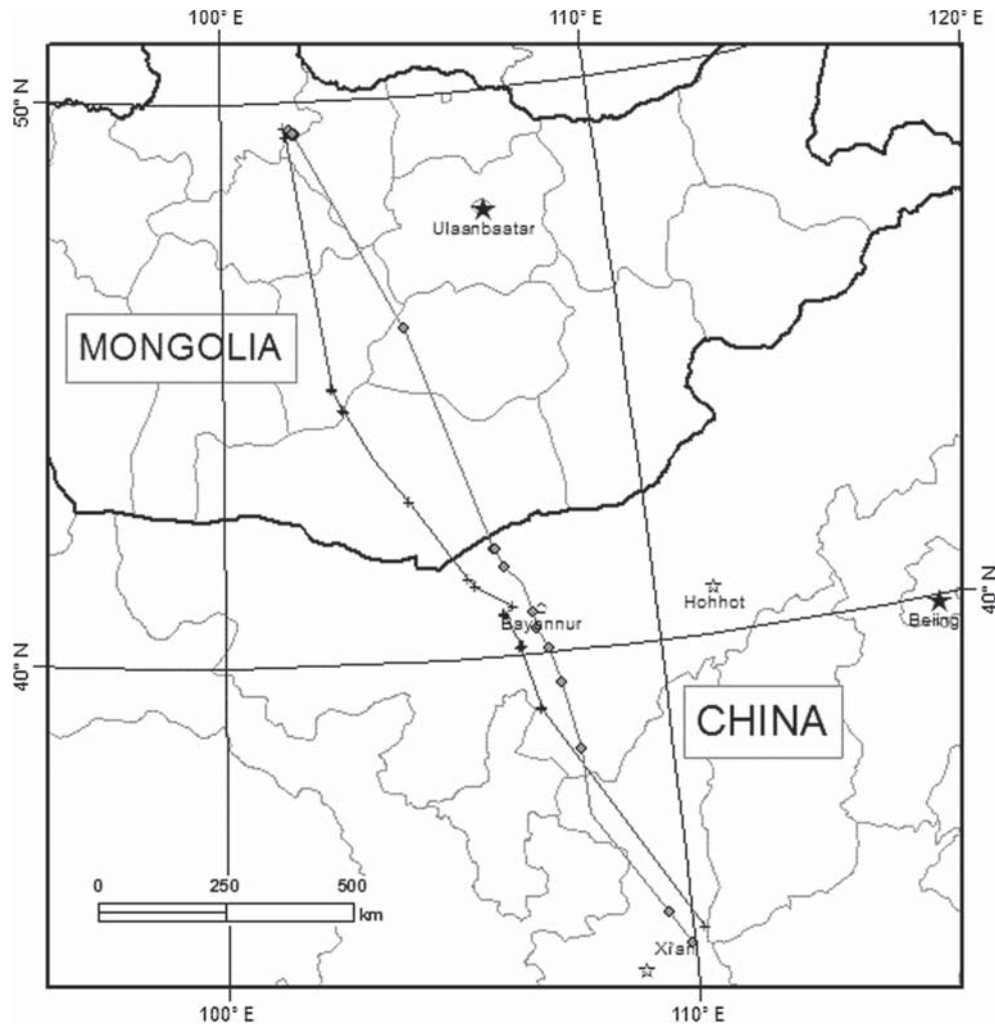 100° E 110° E 120° E
50° N
Ulaanbaatar
MONGOLIA
40° N
Hohhot
Bayannur
Beijing
40° N
CHINA
0 250 500
km
Xi'an
100° E 110° E